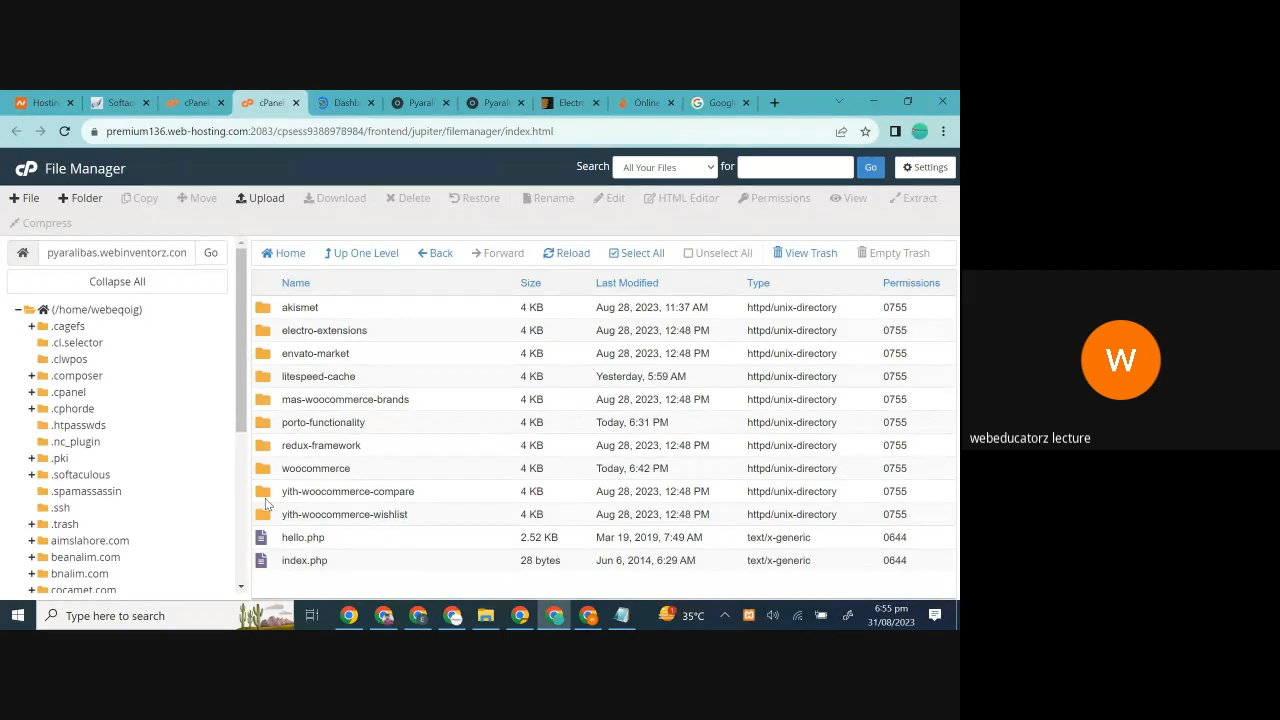 Hostin
Softac
cPanel
cPanel
Dashb
Pyarali
Pyarali
Electro
Online
Google
premium136.web-hosting.com:2083/cpsess9388978984/frontend/jupiter/filemanager/index.html
cP File Manager
Search All Your Files for Go Settings
+ File + Folder Copy Move Upload Download Delete Restore Rename Edit HTML Editor Permissions View Extract
Compress
pyaralibas.webinventorz.con Go
Home Up One Level Back Forward Reload Select All Unselect All View Trash Empty Trash
Collapse All
(/home/webeqoig)
.cagefs
.cl.selector
.clwpos
.composer
.cpanel
.cphorde
.htpasswds
.nc_plugin
.pki
.softaculous
.spamassassin
.ssh
.trash
aimslahore.com
beanalim.com
bnalim.com
cocamet.com
Name Size Last Modified Type Permissions
akismet 4 KB Aug 28, 2023, 11:37 AM httpd/unix-directory 0755
electro-extensions 4 KB Aug 28, 2023, 12:48 PM httpd/unix-directory 0755
envato-market 4 KB Aug 28, 2023, 12:48 PM httpd/unix-directory 0755
litespeed-cache 4 KB Yesterday, 5:59 AM httpd/unix-directory 0755
mas-woocommerce-brands 4 KB Aug 28, 2023, 12:48 PM httpd/unix-directory 0755
porto-functionality 4 KB Today, 6:31 PM httpd/unix-directory 0755
redux-framework 4 KB Aug 28, 2023, 12:48 PM httpd/unix-directory 0755
woocommerce 4 KB Today, 6:42 PM httpd/unix-directory 0755
yith-woocommerce-compare 4 KB Aug 28, 2023, 12:48 PM httpd/unix-directory 0755
yith-woocommerce-wishlist 4 KB Aug 28, 2023, 12:48 PM httpd/unix-directory 0755
hello.php 2.52 KB Mar 19, 2019, 7:49 AM text/x-generic 0644
index.php 28 bytes Jun 6, 2014, 6:29 AM text/x-generic 0644
Type here to search
35°C
6:55 pm
31/08/2023
W
webeducatorz lecture